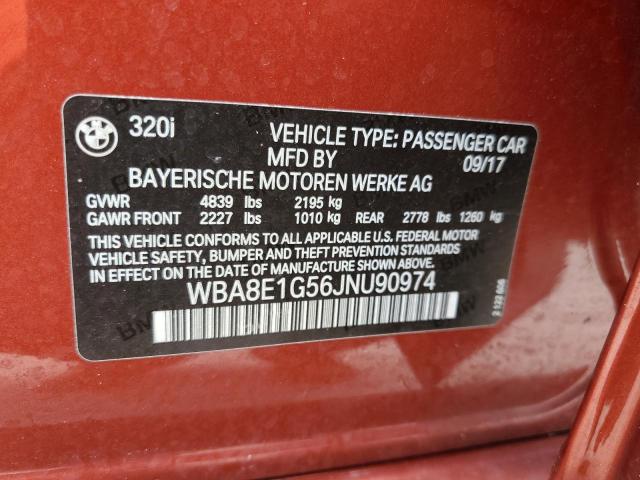 320i
VEHICLE TYPE: PASSENGER CAR
MFD BY 09/17
BAYERISCHE MOTOREN WERKE AG
GVWR 4839 lbs 2195 kg
GAWR FRONT 2227 lbs 1010 kg REAR 2778 lbs 1260 kg
THIS VEHICLE CONFORMS TO ALL APPLICABLE U.S. FEDERAL MOTOR
VEHICLE SAFETY, BUMPER AND THEFT PREVENTION STANDARDS
IN EFFECT ON THE DATE OF MANUFACTURE SHOWN ABOVE.
WBA8E1G56JNU90974